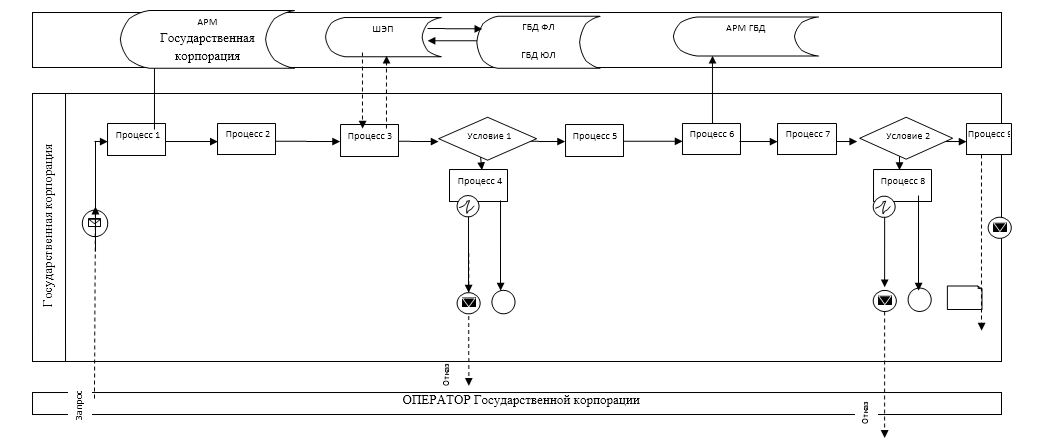 АРМ
Государственная
корпорация
ШЭП
ГБД ФЛ
ГБД ЮЛ
АРМ ГБД
Государственная корпорация
Процесс 1
Процесс 2
Процесс 3
Условие 1
Процесс 5
Процесс 6
Процесс 7
Условие 2
Процесс 9
Процесс 4
Процесс 8
Запрос
Отказ
Отказ
ОПЕРАТОР Государственной корпорации